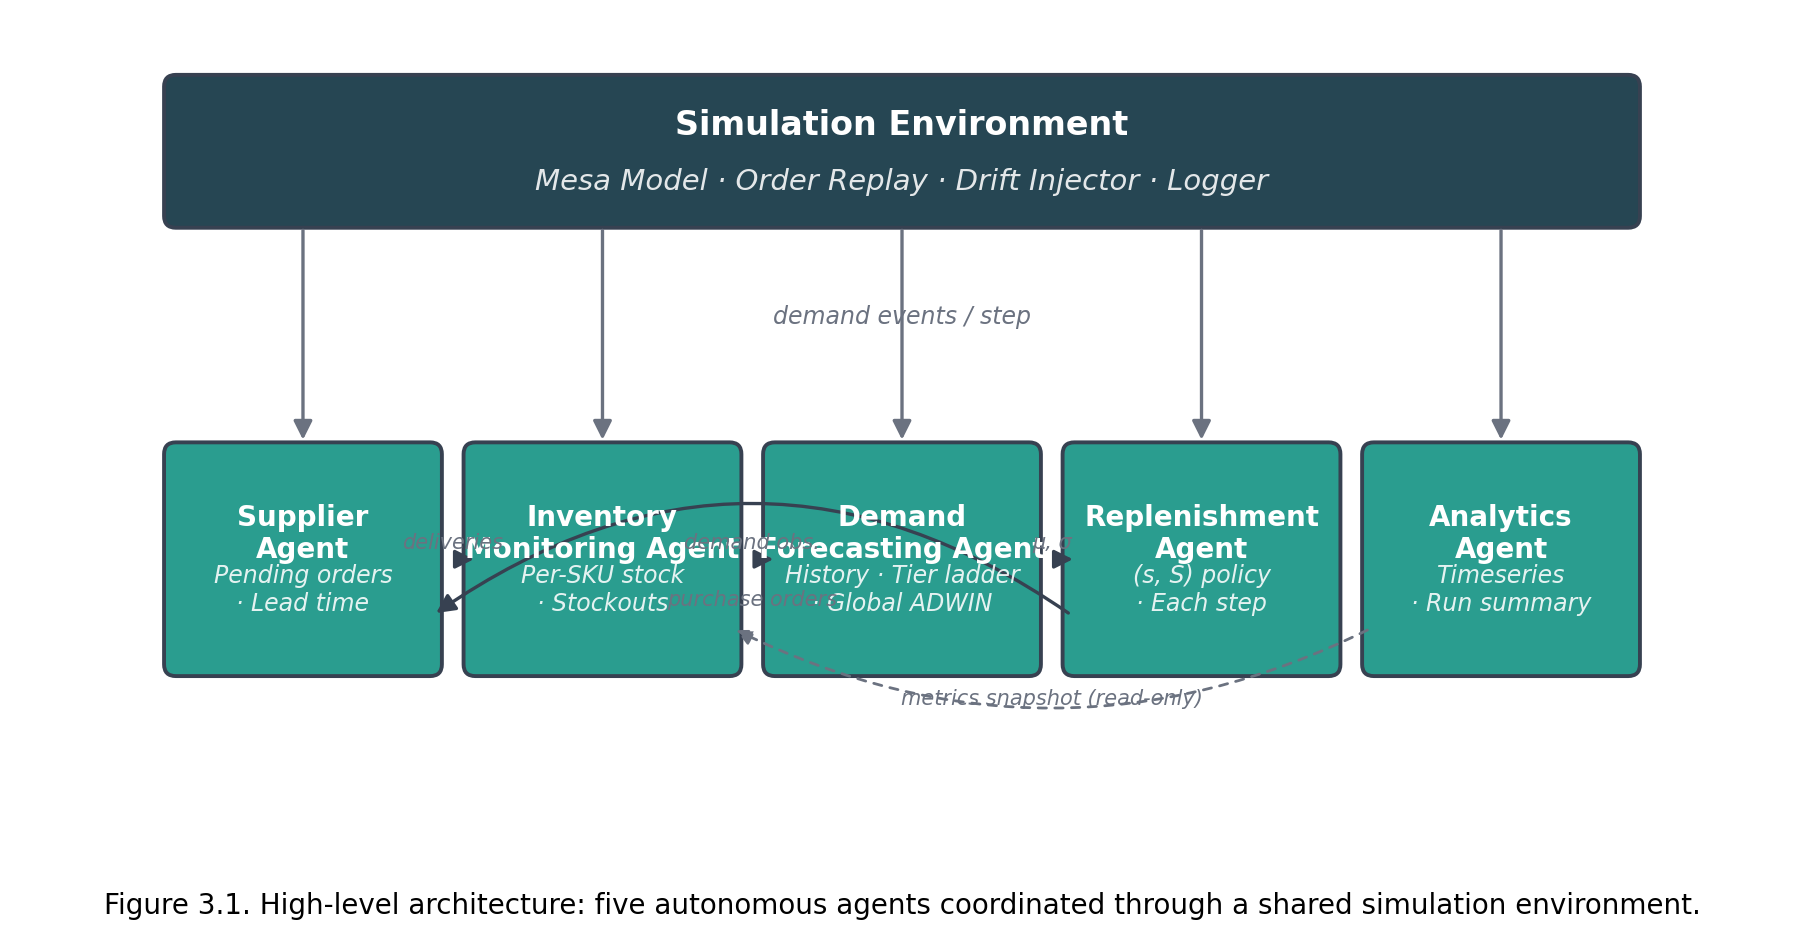 Simulation Environment
Mesa Model · Order Replay · Drift Injector · Logger
demand events / step
Supplier
Agent
Pending orders
· Lead time
deliveries
Inventory
Monitoring Agent
Per-SKU stock
· Stockouts
demand obs
purchase orders
Demand
Forecasting Agent
History · Tier ladder
· Global ADWIN
μ, σ
Replenishment
Agent
(s, S) policy
· Each step
Analytics
Agent
Timeseries
· Run summary
metrics snapshot (read-only)
Figure 3.1. High-level architecture: five autonomous agents coordinated through a shared simulation environment.